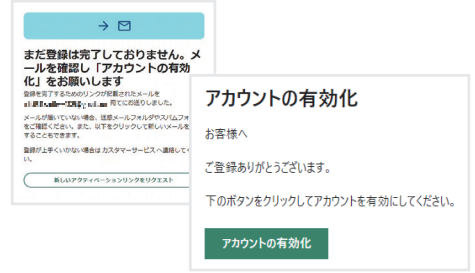 まだ登録は完了しておりません。メ
ールを確認し「アカウントの有効
化」をお願いします
登録を完了するためのリンクが記載されたメールを
宛てにお送りしました。
メールが届いていない場合、迷惑メールフォルダやスパムフォ
をご確認ください。また、以下をクリックして新しいメールを
することもできます。
登録が上手くいかない場合は カスタマーサービス へ連絡して
い。
新しいアクティベーションリンクをリクエスト
アカウントの有効化
お客様へ
ご登録ありがとうございます。
下のボタンをクリックしてアカウントを有効にしてください。
アカウントの有効化